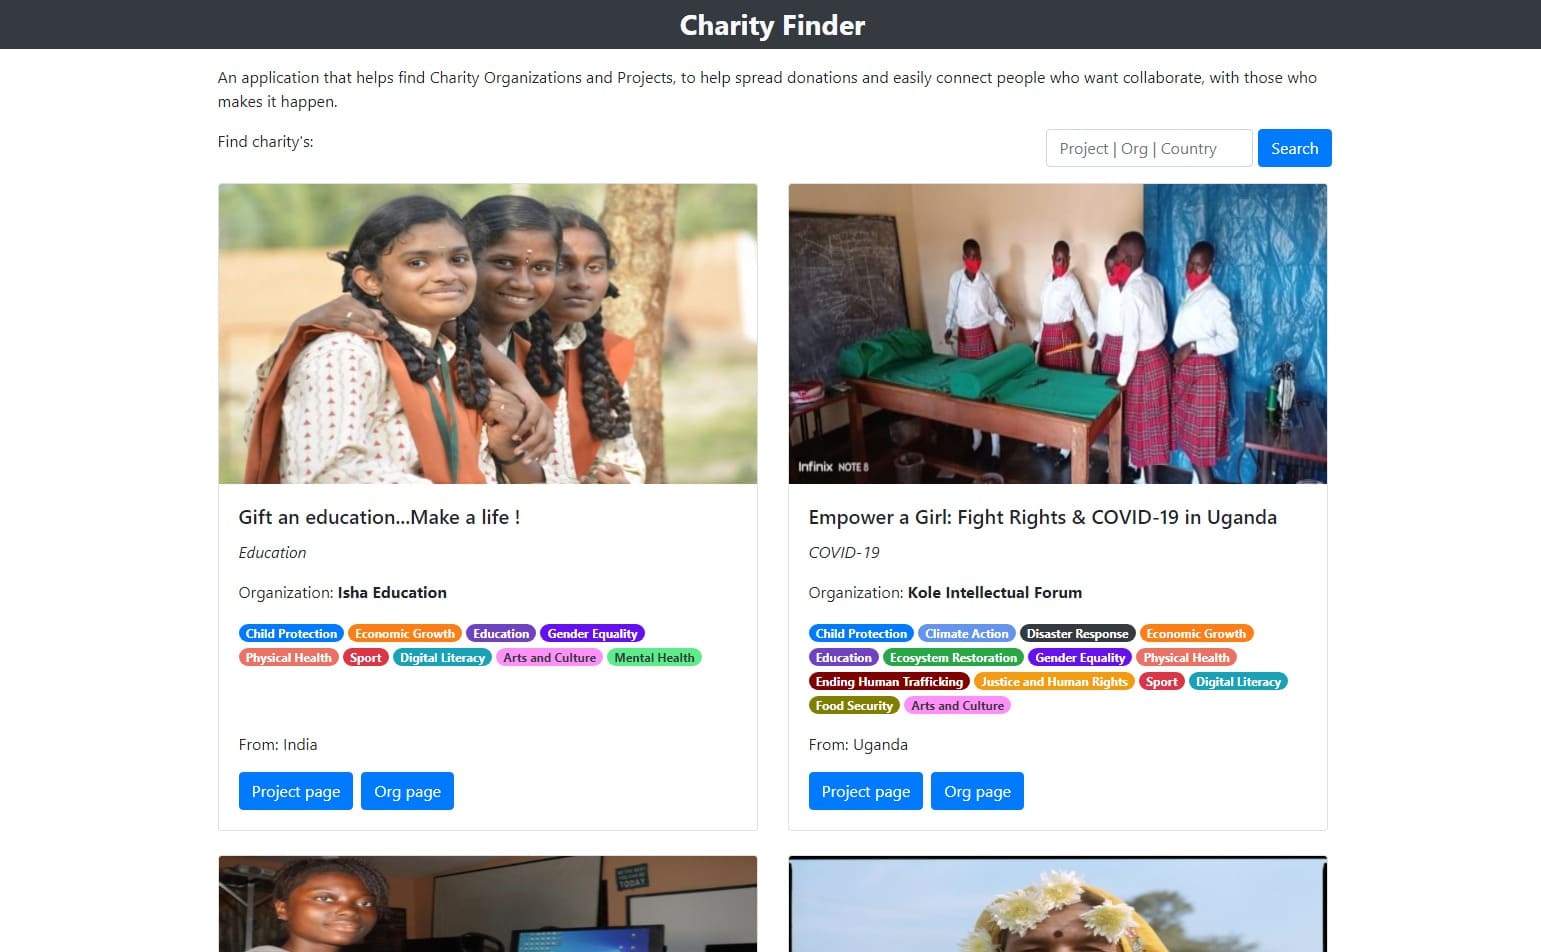 Charity Finder
An application that helps find Charity Organizations and Projects, to help spread donations and easily connect people who want collaborate, with those who
makes it happen.
Find charity's:
Project | Org | Country
Search
Infinix NOTE 8
Gift an education...Make a life !
Education
Organization: Isha Education
Child Protection Economic Growth Education Gender Equality
Physical Health Sport Digital Literacy Arts and Culture Mental Health
From: India
Project page Org page
Empower a Girl: Fight Rights & COVID-19 in Uganda
COVID-19
Organization: Kole Intellectual Forum
Child Protection Climate Action Disaster Response Economic Growth
Education Ecosystem Restoration Gender Equality Physical Health
Ending Human Trafficking Justice and Human Rights Sport Digital Literacy
Food Security Arts and Culture
From: Uganda
Project page Org page
TODAY